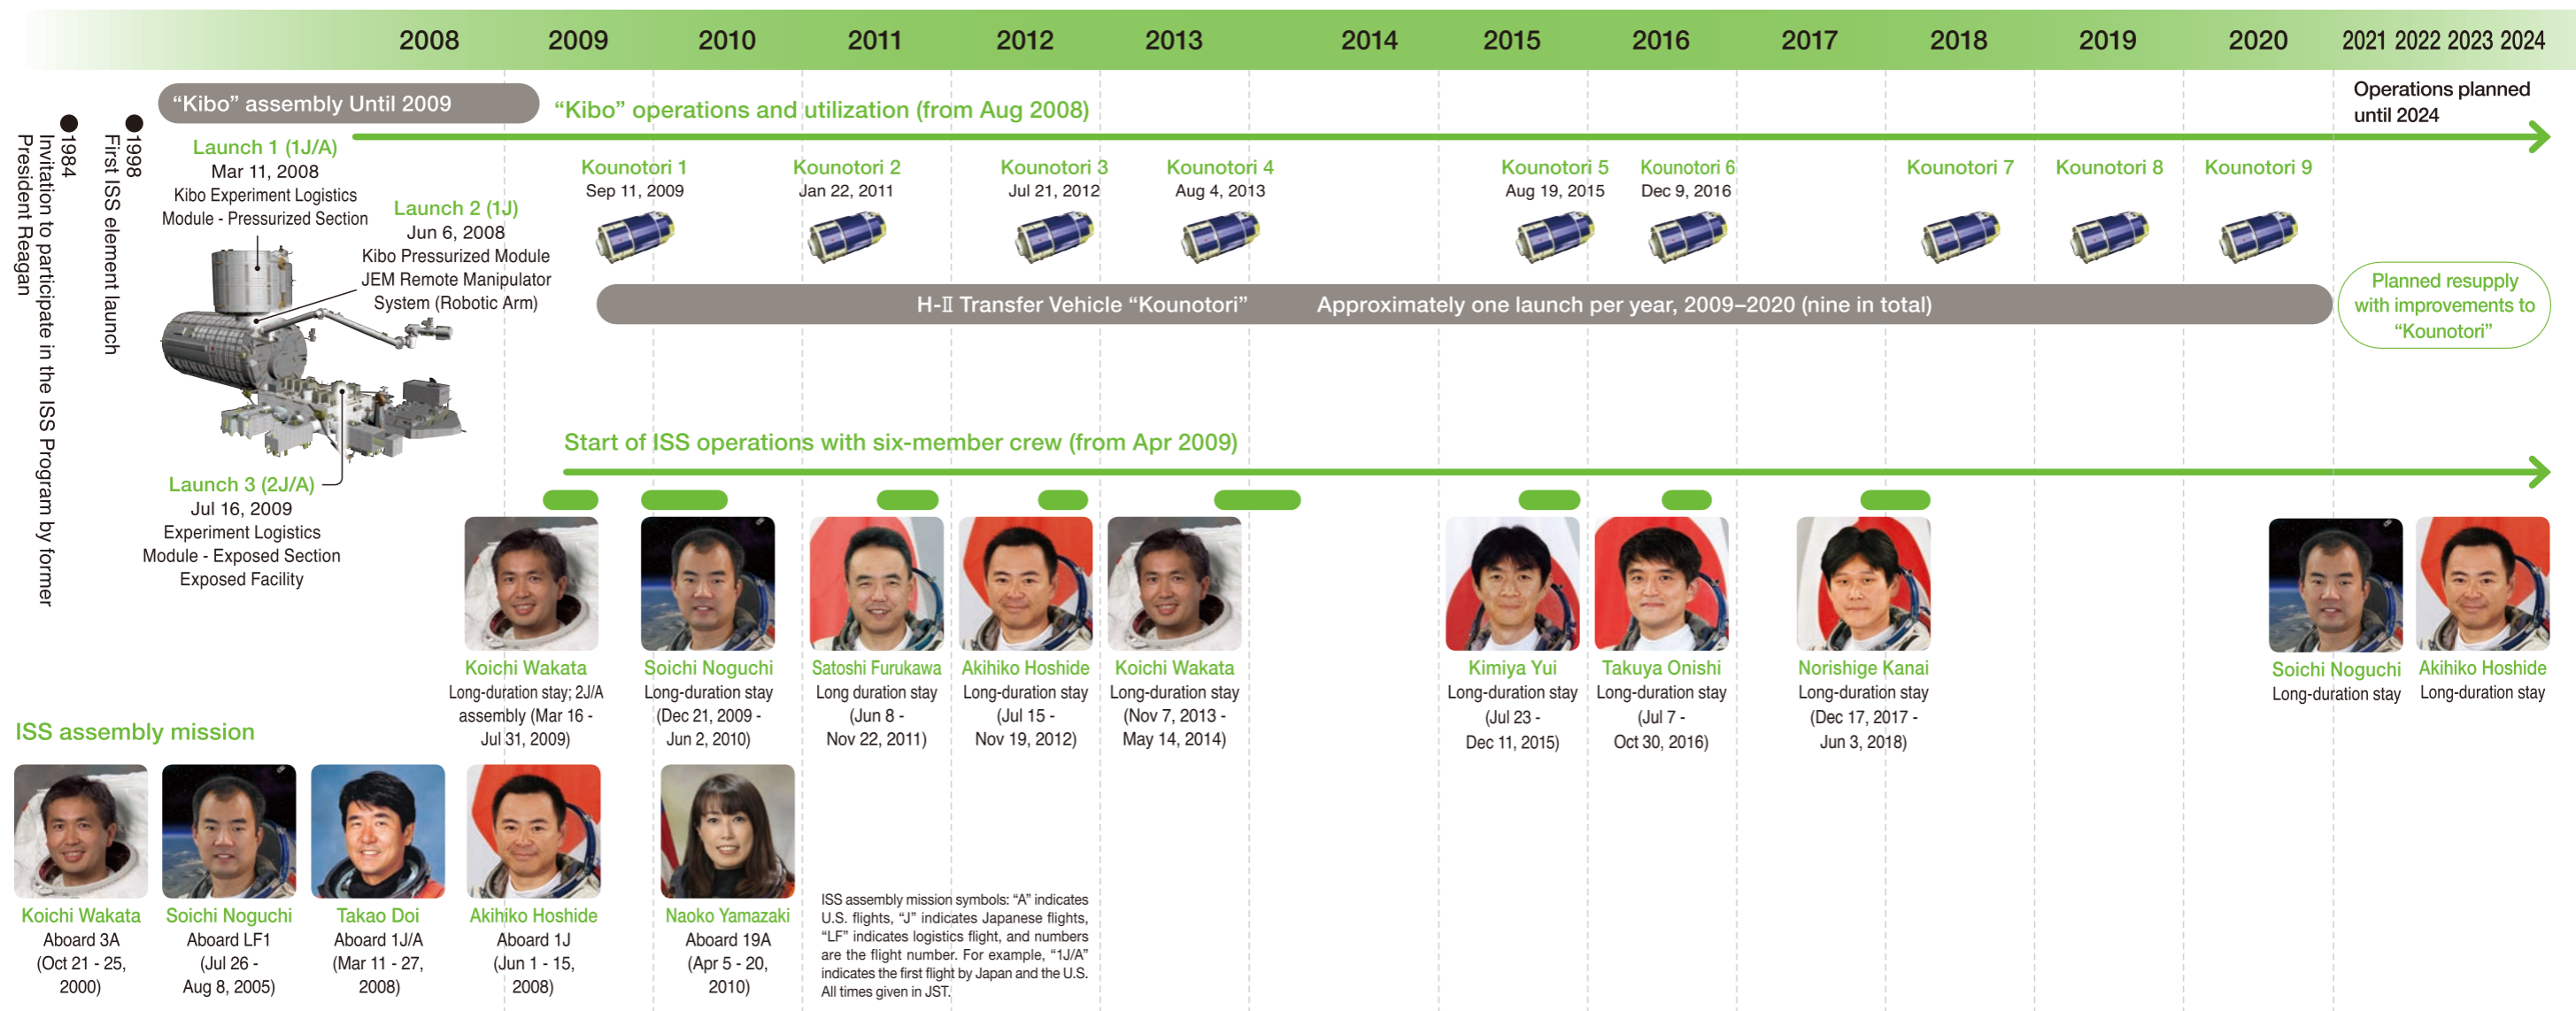 2008 2009 2010 2011 2012 2013 2014 2015 2016 2017 2018 2019 2020 2021 2022 2023 2024
1984
Invitation to participate in the ISS Program by former
President Reagan
1998
First ISS element launch
“Kibo” assembly Until 2009
“Kibo” operations and utilization (from Aug 2008)
Operations planned
until 2024
Launch 1 (1J/A)
Mar 11, 2008
Kibo Experiment Logistics
Module - Pressurized Section
Launch 2 (1J)
Jun 6, 2008
Kibo Pressurized Module
JEM Remote Manipulator
System (Robotic Arm)
Launch 3 (2J/A)
Jul 16, 2009
Experiment Logistics
Module - Exposed Section
Exposed Facility
Kounotori 1
Sep 11, 2009
Kounotori 2
Jan 22, 2011
Kounotori 3
Jul 21, 2012
Kounotori 4
Aug 4, 2013
Kounotori 5
Aug 19, 2015
Kounotori 6
Dec 9, 2016
Kounotori 7
Kounotori 8
Kounotori 9
H-Ⅱ Transfer Vehicle “Kounotori” Approximately one launch per year, 2009–2020 (nine in total)
Planned resupply
with improvements to
“Kounotori”
Start of ISS operations with six-member crew (from Apr 2009)
Koichi Wakata
Long-duration stay; 2J/A
assembly (Mar 16 -
Jul 31, 2009)
Soichi Noguchi
Long-duration stay
(Dec 21, 2009 -
Jun 2, 2010)
Satoshi Furukawa
Long duration stay
(Jun 8 -
Nov 22, 2011)
Akihiko Hoshide
Long-duration stay
(Jul 15 -
Nov 19, 2012)
Koichi Wakata
Long-duration stay
(Nov 7, 2013 -
May 14, 2014)
Kimiya Yui
Long-duration stay
(Jul 23 -
Dec 11, 2015)
Takuya Onishi
Long-duration stay
(Jul 7 -
Oct 30, 2016)
Norishige Kanai
Long-duration stay
(Dec 17, 2017 -
Jun 3, 2018)
Soichi Noguchi
Long-duration stay
Akihiko Hoshide
Long-duration stay
ISS assembly mission
Koichi Wakata
Aboard 3A
(Oct 21 - 25,
2000)
Soichi Noguchi
Aboard LF1
(Jul 26 -
Aug 8, 2005)
Takao Doi
Aboard 1J/A
(Mar 11 - 27,
2008)
Akihiko Hoshide
Aboard 1J
(Jun 1 - 15,
2008)
Naoko Yamazaki
Aboard 19A
(Apr 5 - 20,
2010)
ISS assembly mission symbols: “A” indicates
U.S. flights, “J” indicates Japanese flights,
“LF” indicates logistics flight, and numbers
are the flight number. For example, “1J/A”
indicates the first flight by Japan and the U.S.
All times given in JST.